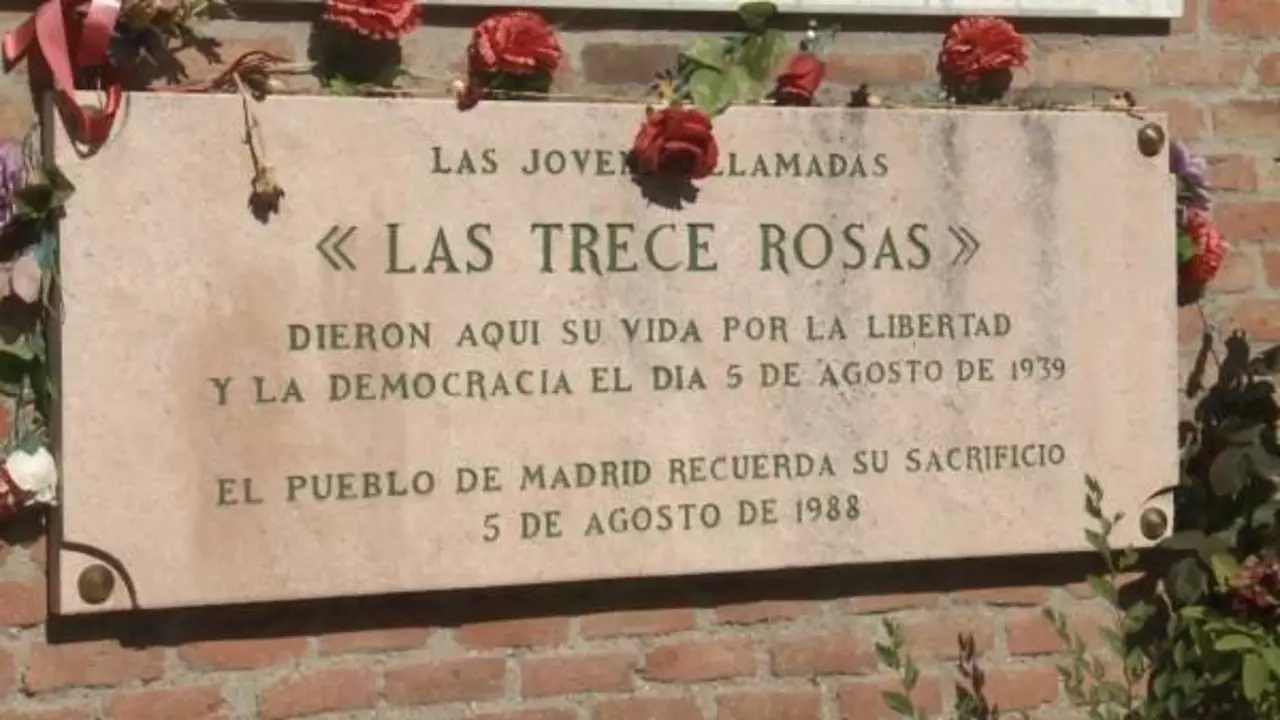 LAS JOVENES LLAMADAS
« LAS TRECE ROSAS »
DIERON AQUI SU VIDA POR LA LIBERTAD
Y LA DEMOCRACIA EL DIA 5 DE AGOSTO DE 1939
EL PUEBLO DE MADRID RECUERDA SU SACRIFICIO
5 DE AGOSTO DE 1988